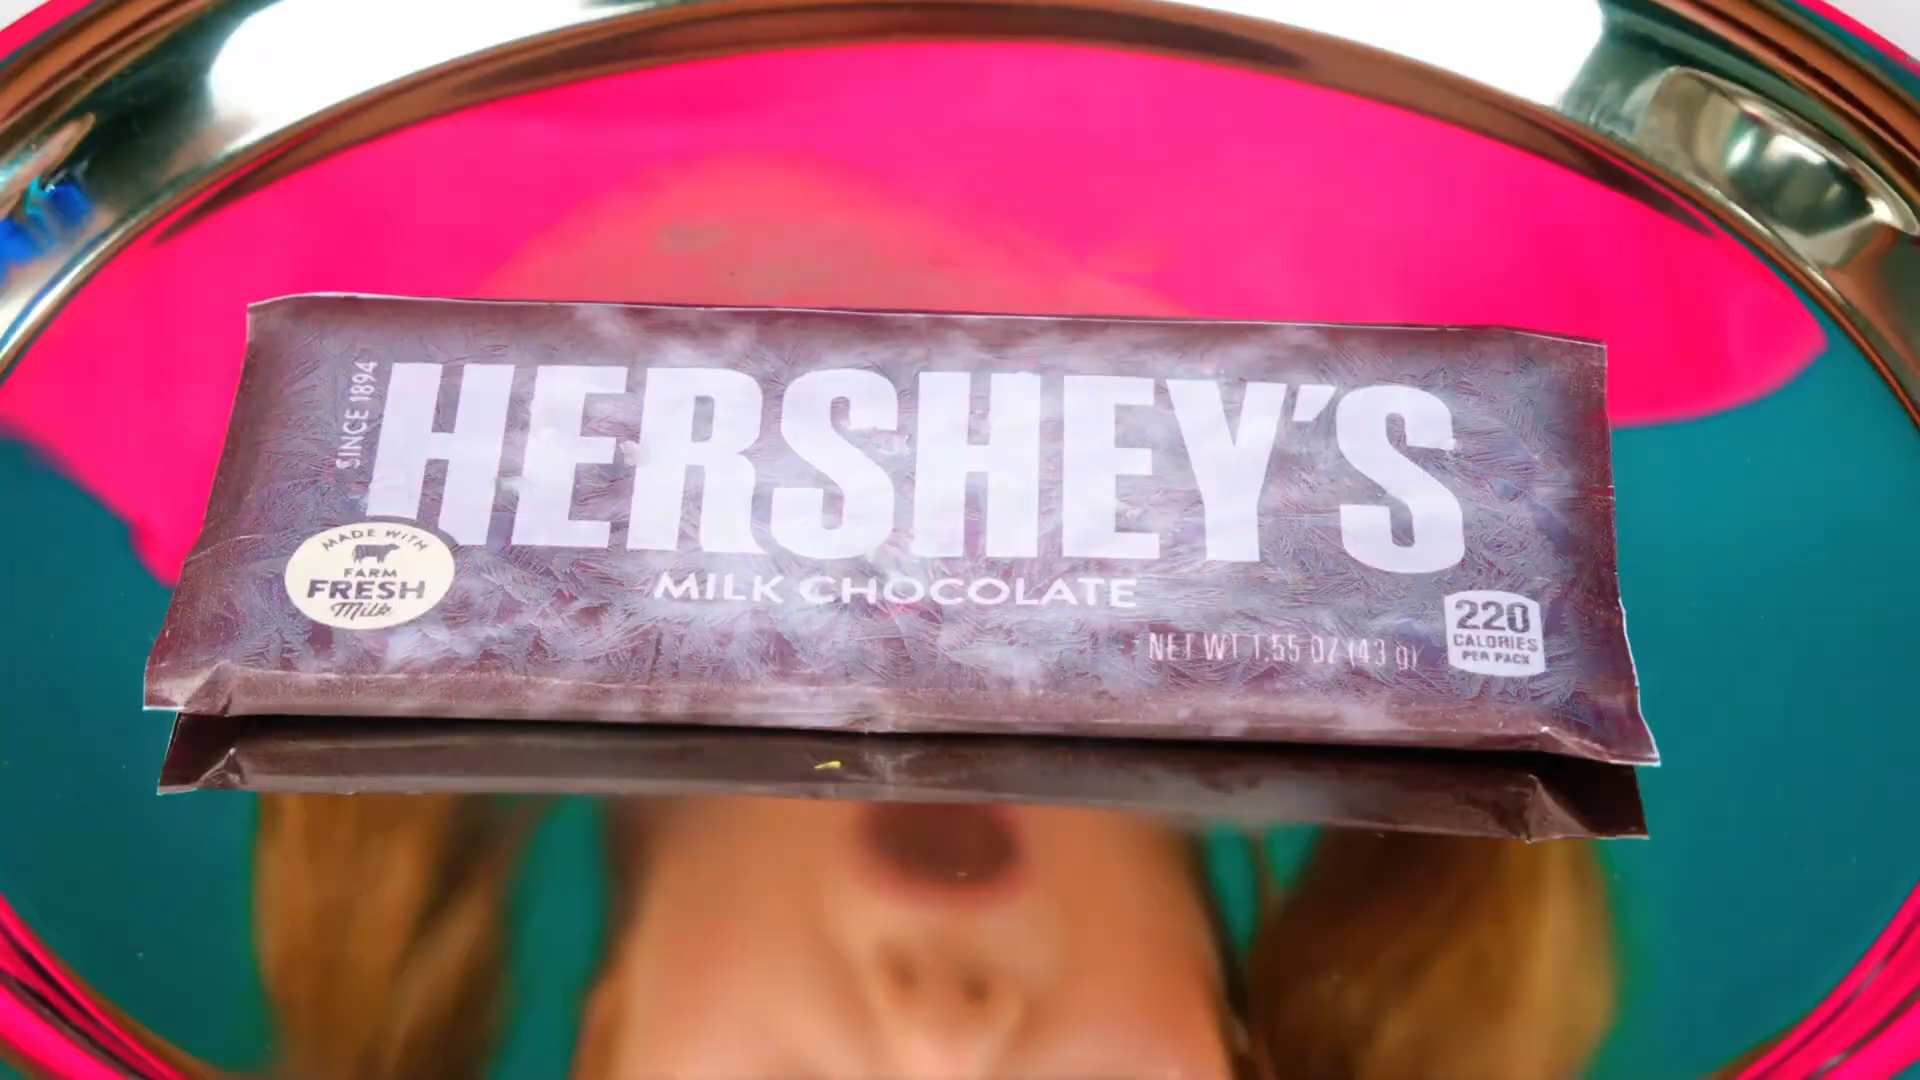 SINCE 1894
HERSHEY'S
MILK CHOCOLATE
MADE WITH
FARM
FRESH
Milk
NET WT 1.55 OZ (43 g)
220
CALORIES
PER PACK